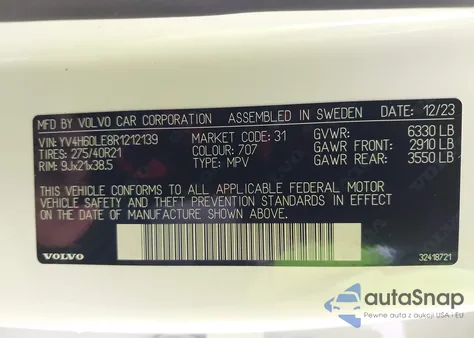 MFD BY VOLVO CAR CORPORATION ASSEMBLED IN SWEDEN DATE: 12/23
VIN: YV4H60LE8R1212139 MARKET CODE: 31 GVWR: 6330 LB
TIRES: 275/40R21 COLOUR: 707 GAWR FRONT: 2910 LB
RIM: 9Jx21x38.5 TYPE: MPV GAWR REAR: 3550 LB
THIS VEHICLE CONFORMS TO ALL APPLICABLE FEDERAL MOTOR
VEHICLE SAFETY AND THEFT PREVENTION STANDARDS IN EFFECT
ON THE DATE OF MANUFACTURE SHOWN ABOVE.
VOLVO 32418721
autoSnap
Pewne auta z aukcji USA i EU